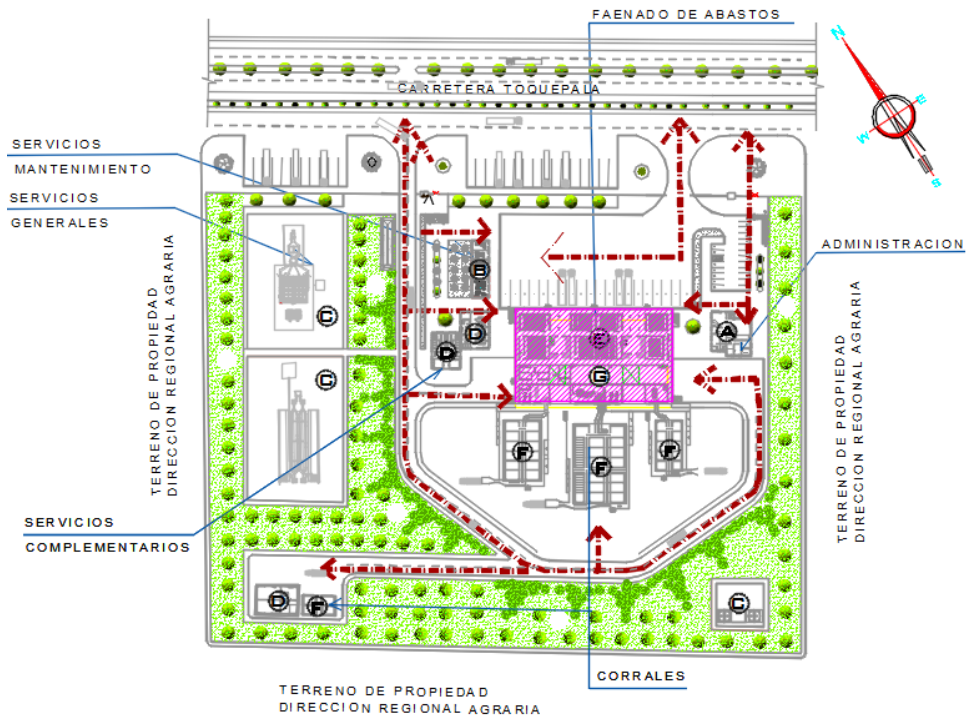 FAENADO DE ABASTOS
N
E
W
S
CARRETERA TOQUEPALA
SERVICIOS
MANTENIMIENTO
SERVICIOS
GENERALES
ADMINISTRACION
TERRENO DE PROPIEDAD
DIRECCION REGIONAL AGRARIA
TERRENO DE PROPIEDAD
DIRECCION REGIONAL AGRARIA
B
C
D
D
E
A
C
G
F
F
F
SERVICIOS
COMPLEMENTARIOS
D
F
C
CORRALES
TERRENO DE PROPIEDAD
DIRECCION REGIONAL AGRARIA